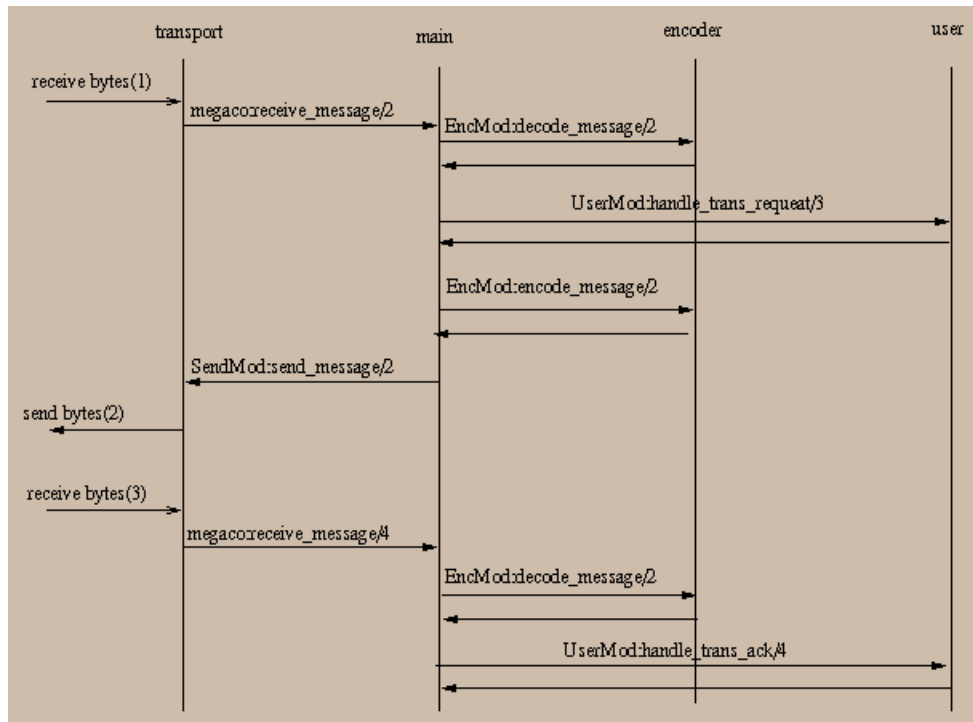 transport
main
encoder
user
receive bytes(1)
megaco:receive_message/2
EncMod:decode_message/2
UserMod:handle_trans_requeat/3
EncMod:encode_message/2
SendMod:send_message/2
send bytes(2)
receive bytes(3)
megaco:receive_message/4
EncMod:decode_message/2
UserMod:handle_trans_ack/4